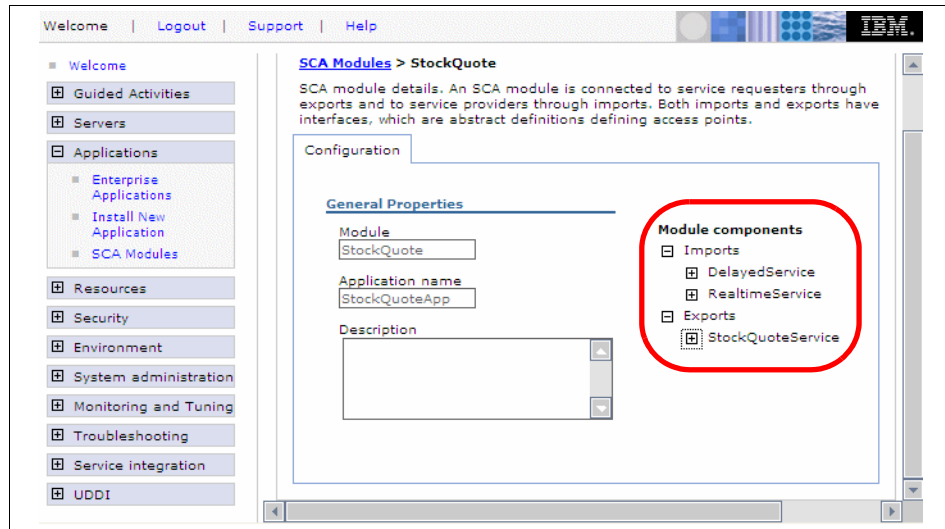 Welcome | Logout | Support | Help
IBM.
Welcome
Guided Activities
Servers
Applications
Enterprise
Applications
Install New
Application
SCA Modules
Resources
Security
Environment
System administration
Monitoring and Tuning
Troubleshooting
Service integration
UDDI
SCA Modules > StockQuote
SCA module details. An SCA module is connected to service requesters through
exports and to service providers through imports. Both imports and exports have
interfaces, which are abstract definitions defining access points.
Configuration
General Properties
Module
StockQuote
Application name
StockQuoteApp
Description
Module components
Imports
DelayedService
RealtimeService
Exports
StockQuoteService